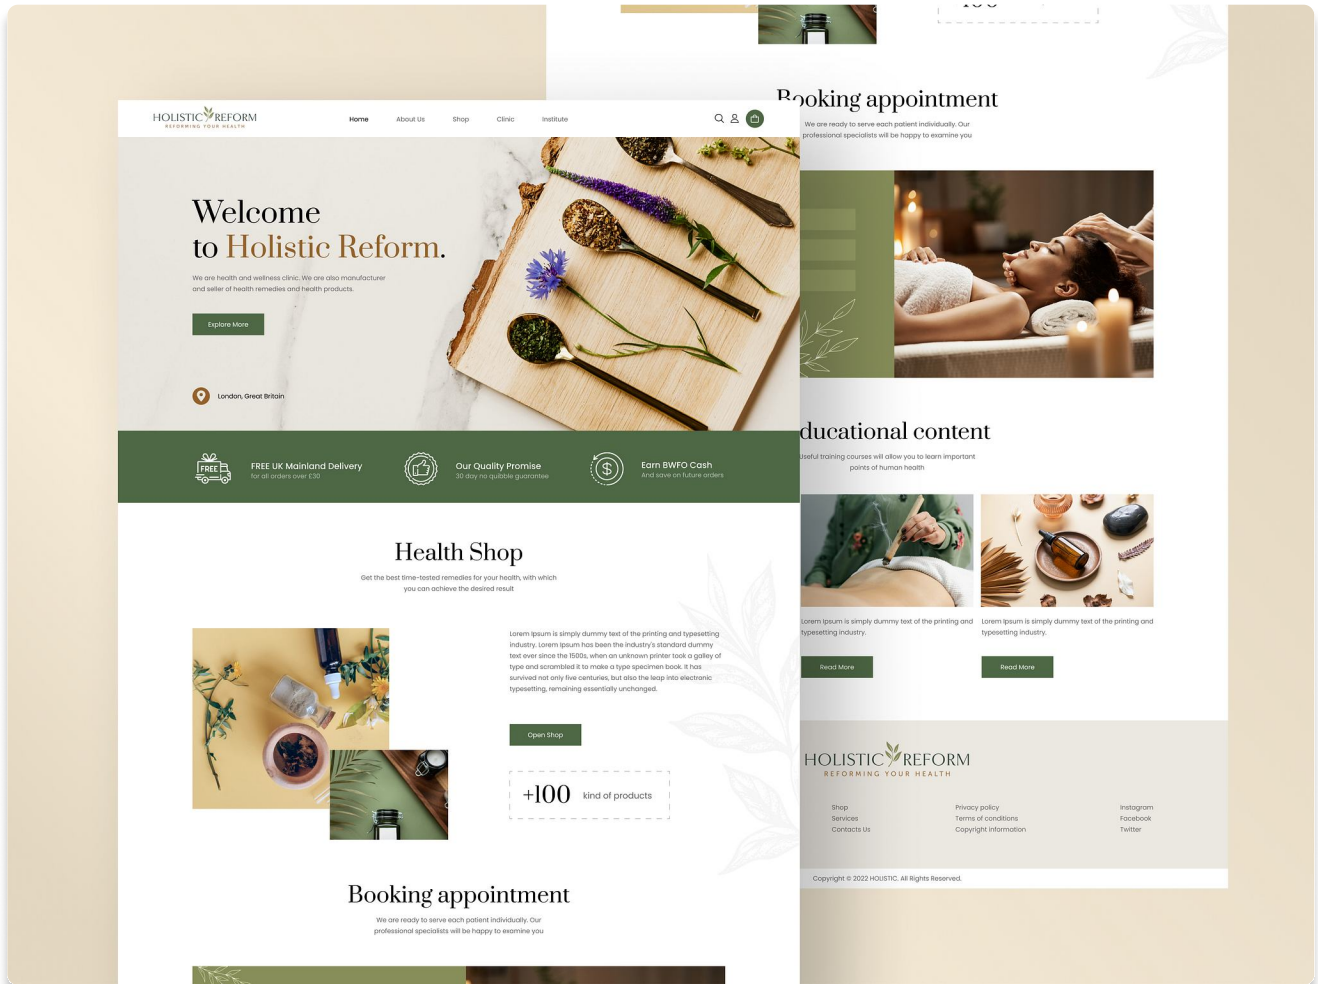 HOLISTIC REFORM
REFORMING YOUR HEALTH
Home
About Us
Shop
Clinic
Institute
Welcome
to Holistic Reform.
We are health and wellness clinic. We are also manufacturer
and seller of health remedies and health products.
Explore More
London, Great Britain
FREE
FREE UK Mainland Delivery
for all orders over £30
Our Quality Promise
30 day no quibble guarantee
Earn BWFO Cash
And save on future orders
Health Shop
Get the best time-tested remedies for your health, with which
you can achieve the desired result
Lorem Ipsum is simply dummy text of the printing and typesetting
industry. Lorem Ipsum has been the industry's standard dummy
text ever since the 1500s, when an unknown printer took a galley of
type and scrambled it to make a type specimen book. It has
survived not only five centuries, but also the leap into electronic
typesetting, remaining essentially unchanged.
Open Shop
+100 kind of products
Booking appointment
We are ready to serve each patient individually. Our
professional specialists will be happy to examine you
Booking appointment
We are ready to serve each patient individually. Our
professional specialists will be happy to examine you
ducational content
Useful training courses will allow you to learn important
points of human health
Lorem Ipsum is simply dummy text of the printing and
typesetting industry.
Read More
Lorem Ipsum is simply dummy text of the printing and
typesetting industry.
Read More
HOLISTIC REFORM
REFORMING YOUR HEALTH
Shop
Services
Contacts Us
Privacy policy
Terms of conditions
Copyright Information
Instagram
Facebook
Twitter
Copyright © 2022 HOLISTIC. All Rights Reserved.